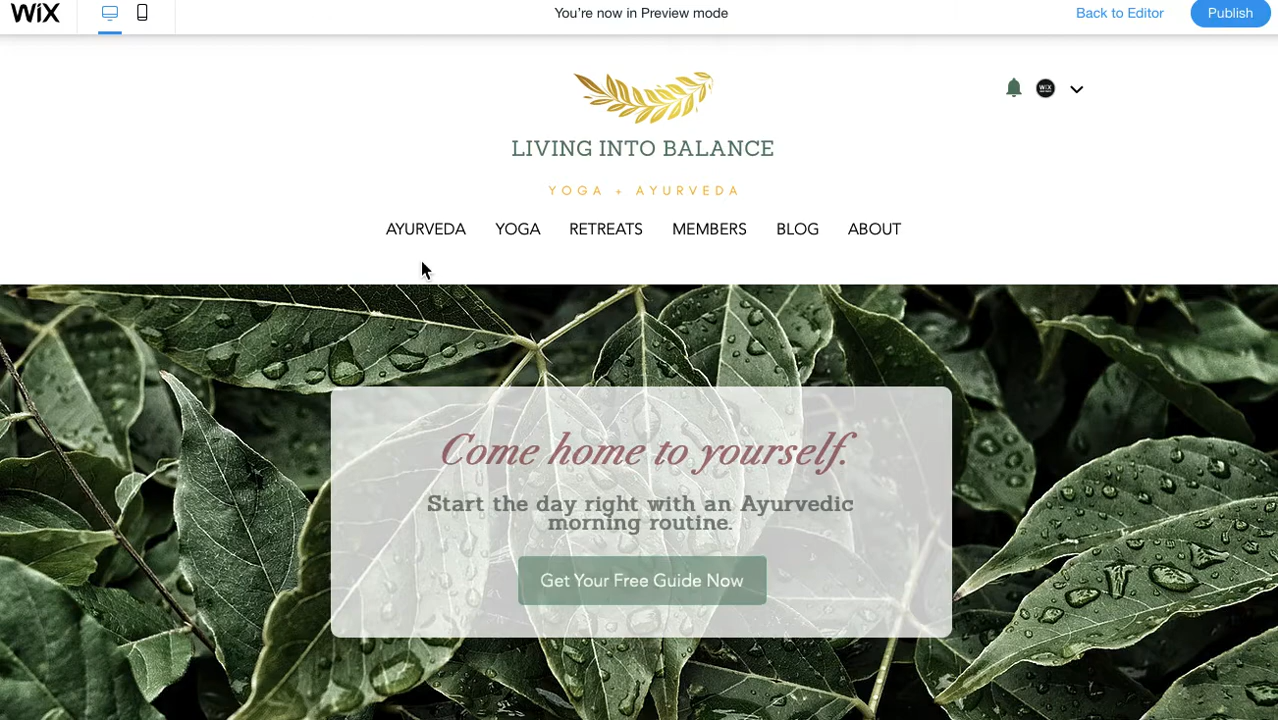 WiX
You're now in Preview mode
Back to Editor
Publish
WiX
LIVING INTO BALANCE
YOGA + AYURVEDA
AYURVEDA YOGA RETREATS MEMBERS BLOG ABOUT
Come home to yourself.
Start the day right with an Ayurvedic
morning routine.
Get Your Free Guide Now